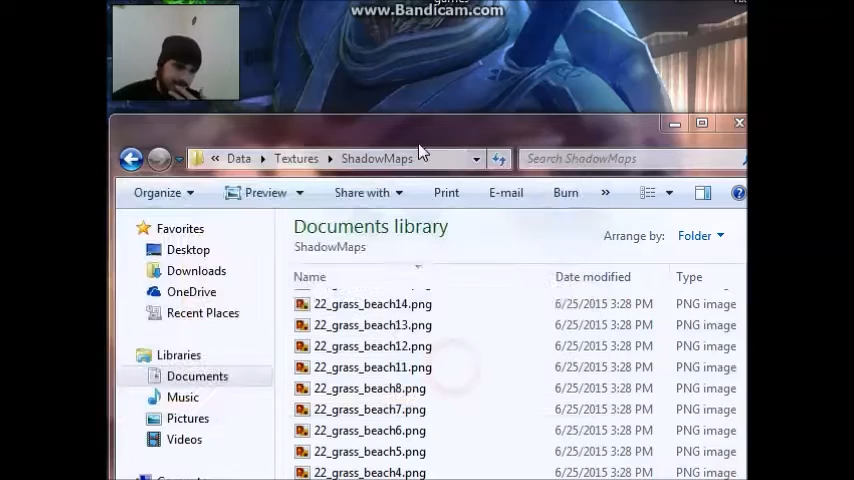 games
www.Bandicam.com
Data Textures ShadowMaps Search ShadowMaps
Organize Preview Share with Print E-mail Burn »
Favorites
Desktop
Downloads
OneDrive
Recent Places
Libraries
Documents
Music
Pictures
Videos
Documents library
ShadowMaps
Arrange by: Folder
Name Date modified Type
22_grass_beach14.png 6/25/2015 3:28 PM PNG image
22_grass_beach13.png 6/25/2015 3:28 PM PNG image
22_grass_beach12.png 6/25/2015 3:28 PM PNG image
22_grass_beach11.png 6/25/2015 3:28 PM PNG image
22_grass_beach8.png 6/25/2015 3:28 PM PNG image
22_grass_beach7.png 6/25/2015 3:28 PM PNG image
22_grass_beach6.png 6/25/2015 3:28 PM PNG image
22_grass_beach5.png 6/25/2015 3:28 PM PNG image
22_grass_beach4.png 6/25/2015 3:28 PM PNG image